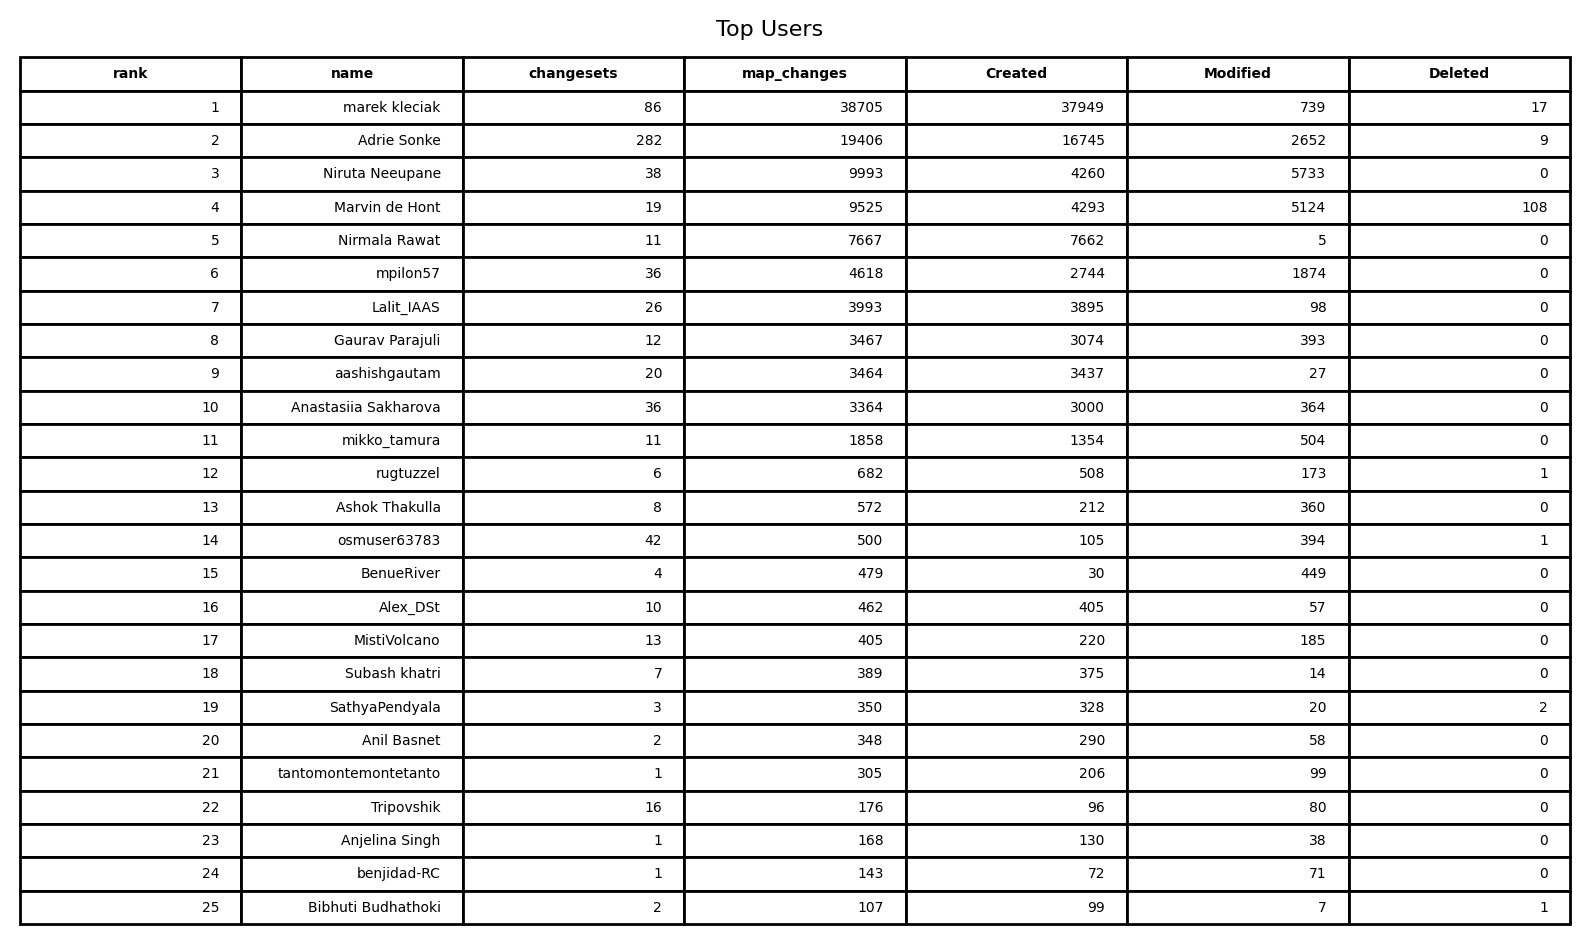 Top Users
rank name changesets map_changes Created Modified Deleted
1 marek kleciak 86 38705 37949 739 17
2 Adrie Sonke 282 19406 16745 2652 9
3 Niruta Neeupane 38 9993 4260 5733 0
4 Marvin de Hont 19 9525 4293 5124 108
5 Nirmala Rawat 11 7667 7662 5 0
6 mpilon57 36 4618 2744 1874 0
7 Lalit_IAAS 26 3993 3895 98 0
8 Gaurav Parajuli 12 3467 3074 393 0
9 aashishgautam 20 3464 3437 27 0
10 Anastasiia Sakharova 36 3364 3000 364 0
11 mikko_tamura 11 1858 1354 504 0
12 rugtuzzel 6 682 508 173 1
13 Ashok Thakulla 8 572 212 360 0
14 osmuser63783 42 500 105 394 1
15 BenueRiver 4 479 30 449 0
16 Alex_DSt 10 462 405 57 0
17 MistiVolcano 13 405 220 185 0
18 Subash khatri 7 389 375 14 0
19 SathyaPendyala 3 350 328 20 2
20 Anil Basnet 2 348 290 58 0
21 tantomontemontetanto 1 305 206 99 0
22 Tripovshik 16 176 96 80 0
23 Anjelina Singh 1 168 130 38 0
24 benjidad-RC 1 143 72 71 0
25 Bibhuti Budhathoki 2 107 99 7 1